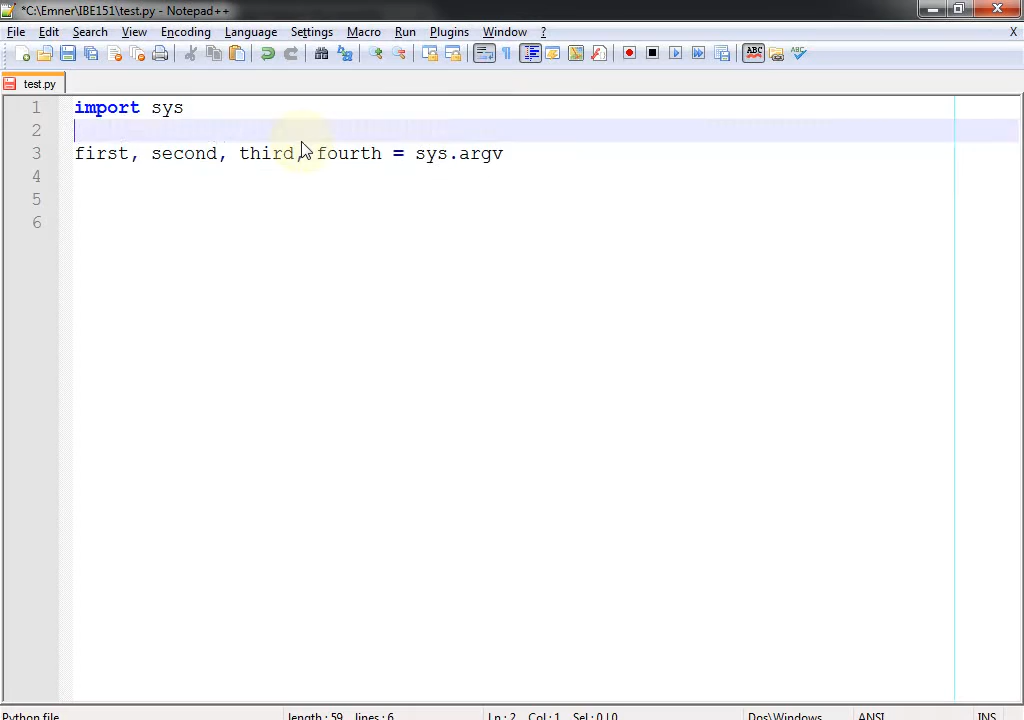 *C:\Emner\IBE151\test.py - Notepad++
File Edit Search View Encoding Language Settings Macro Run Plugins Window ? X
ABC ABC
test.py
1 import sys
2
3 first, second, third, fourth = sys.argv
4
5
6
Python file length : 59 lines : 6 Ln : 2 Col : 1 Sel : 0 | 0 Dos\Windows ANSI INS